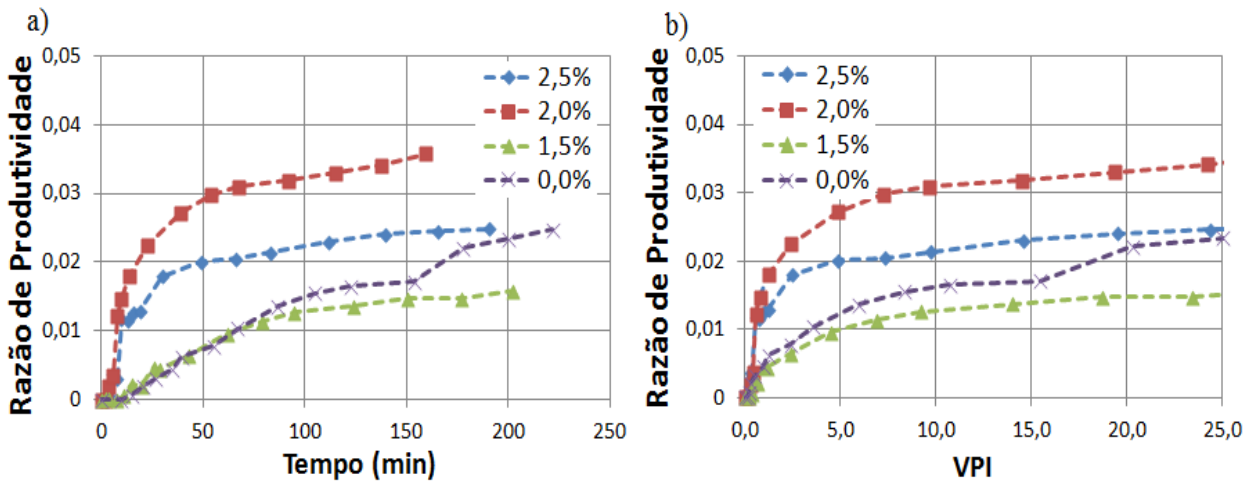 a)
Razão de Produtividade
0,05
0,04
0,03
0,02
0,01
0
2,5%
2,0%
1,5%
0,0%
0 50 100 150 200 250
Tempo (min)
b)
Razão de Produtividade
0,05
0,04
0,03
0,02
0,01
0
2,5%
2,0%
1,5%
0,0%
0,0 5,0 10,0 15,0 20,0 25,0
VPI